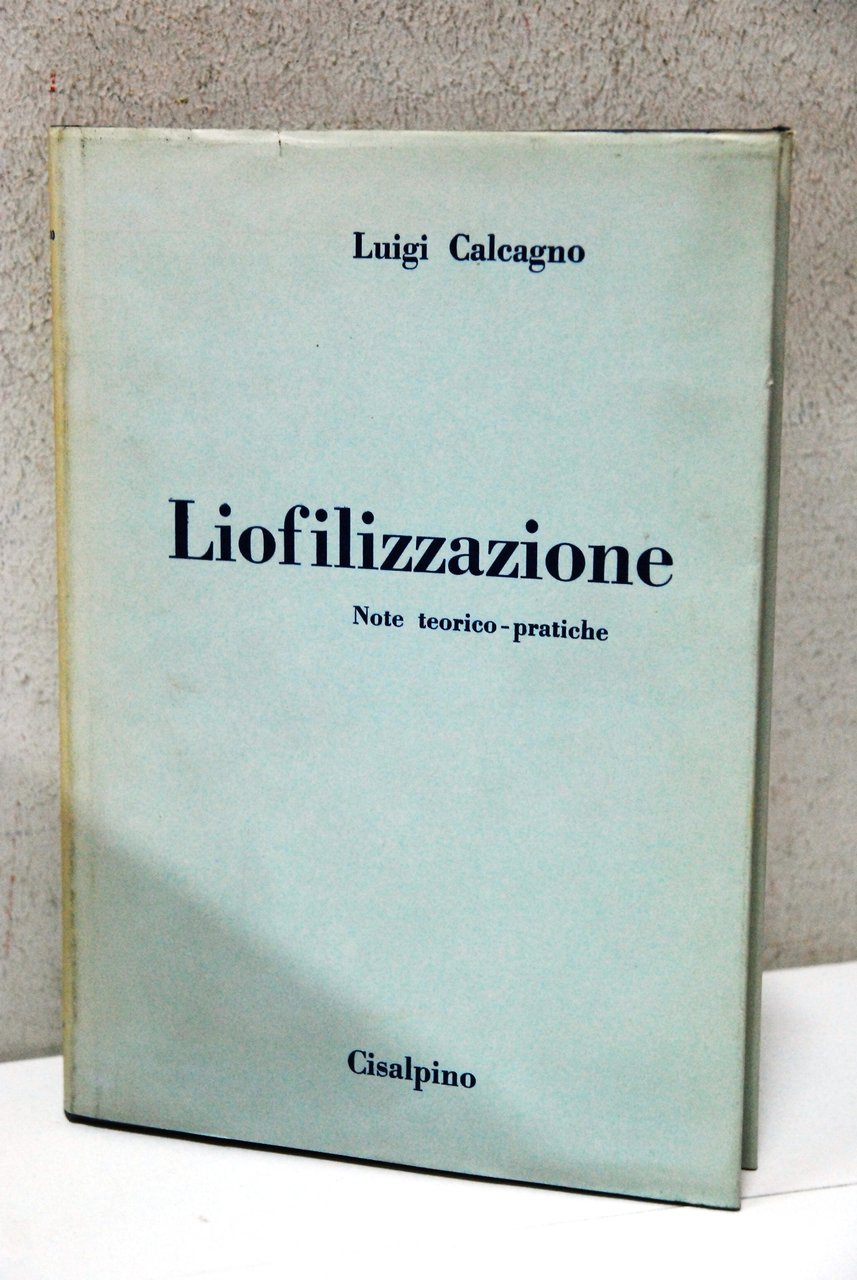 Luigi Calcagno
Liofilizzazione
Note teorico-pratiche
Cisalpino